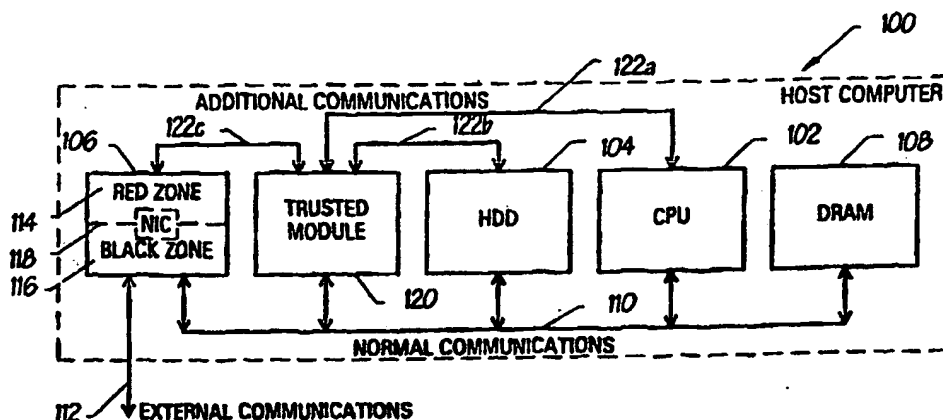 100
122a
ADDITIONAL COMMUNICATIONS
HOST COMPUTER
122c
122b
106
104
102
108
RED ZONE
114
NIC
118
BLACK ZONE
116
TRUSTED
MODULE
HDD
CPU
DRAM
120
110
NORMAL COMMUNICATIONS
112
EXTERNAL COMMUNICATIONS